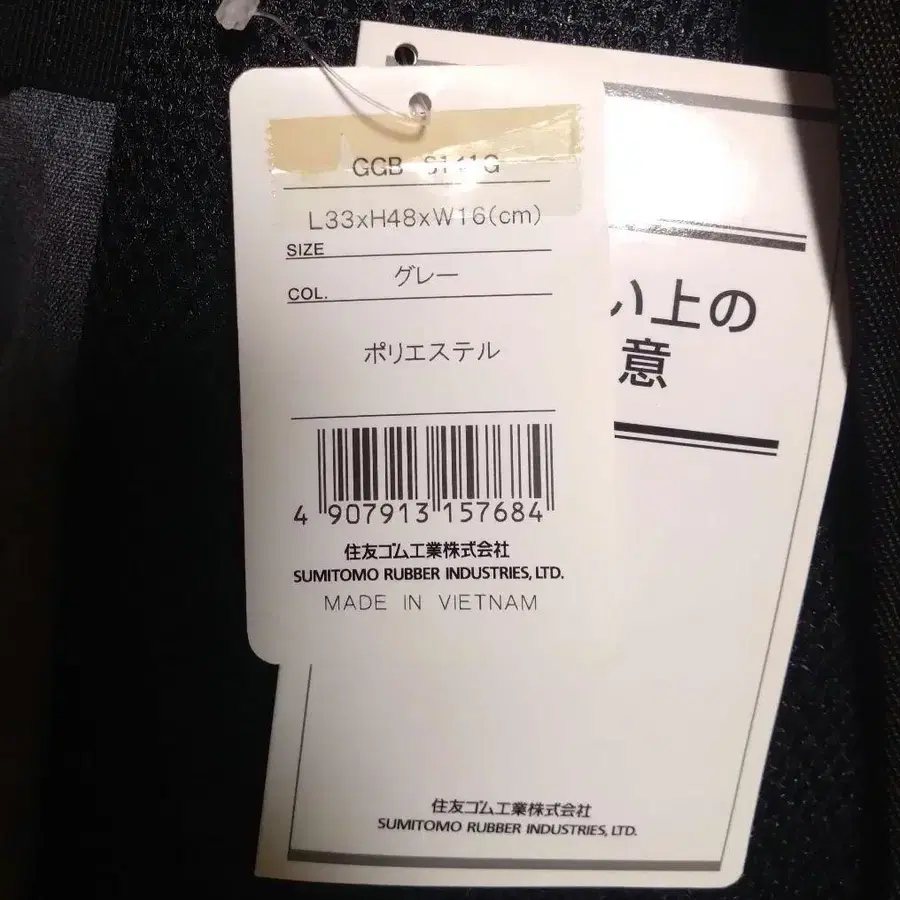 GGB S141G
L33xH48xW16(cm)
SIZE
グレー
COL.
ポリエステル
4 907913 157684
住友ゴム工業株式会社
SUMITOMO RUBBER INDUSTRIES, LTD.
MADE IN VIETNAM
い上の
意
住友ゴム工業株式会社
SUMITOMO RUBBER INDUSTRIES, LTD.